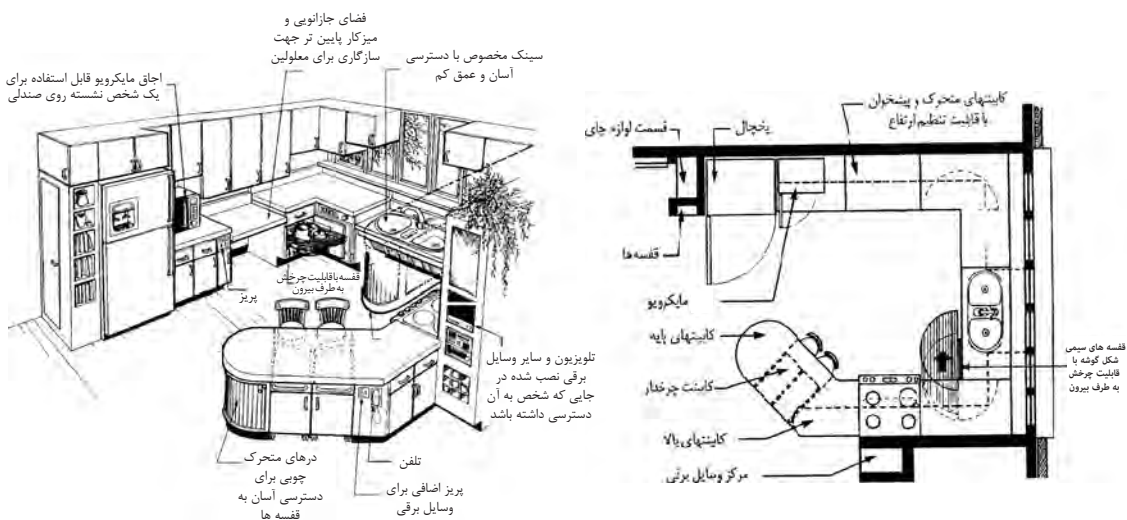 فضای جازانویی و
میزکار پایین تر جهت
سازگاری برای معلولین
سینک مخصوص با دسترسی
آسان و عمق کم
اجاق مایکرویو قابل استفاده برای
یک شخص نشسته روی صندلی
پریز
قفسه با قابلیت چرخش
به طرف بیرون
تلویزیون و سایر وسایل
برقی نصب شده در
جایی که شخص به آن
دسترسی داشته باشد
درهای متحرک
چوبی برای
دسترسی آسان به
قفسه ها
تلفن
پریز اضافی برای
وسایل برقی
کابینتهای متحرک و پیشخوان
با قابلیت تنظیم ارتفاع
یخچال
قسمت لوازم چای
قفسه ها
مایکرویو
کابینتهای پایه
کابینت چرخدار
کابینتهای بالا
مرکز وسایل برقی
قفسه های سیمی
شکل گوشه با
قابلیت چرخش
به طرف بیرون